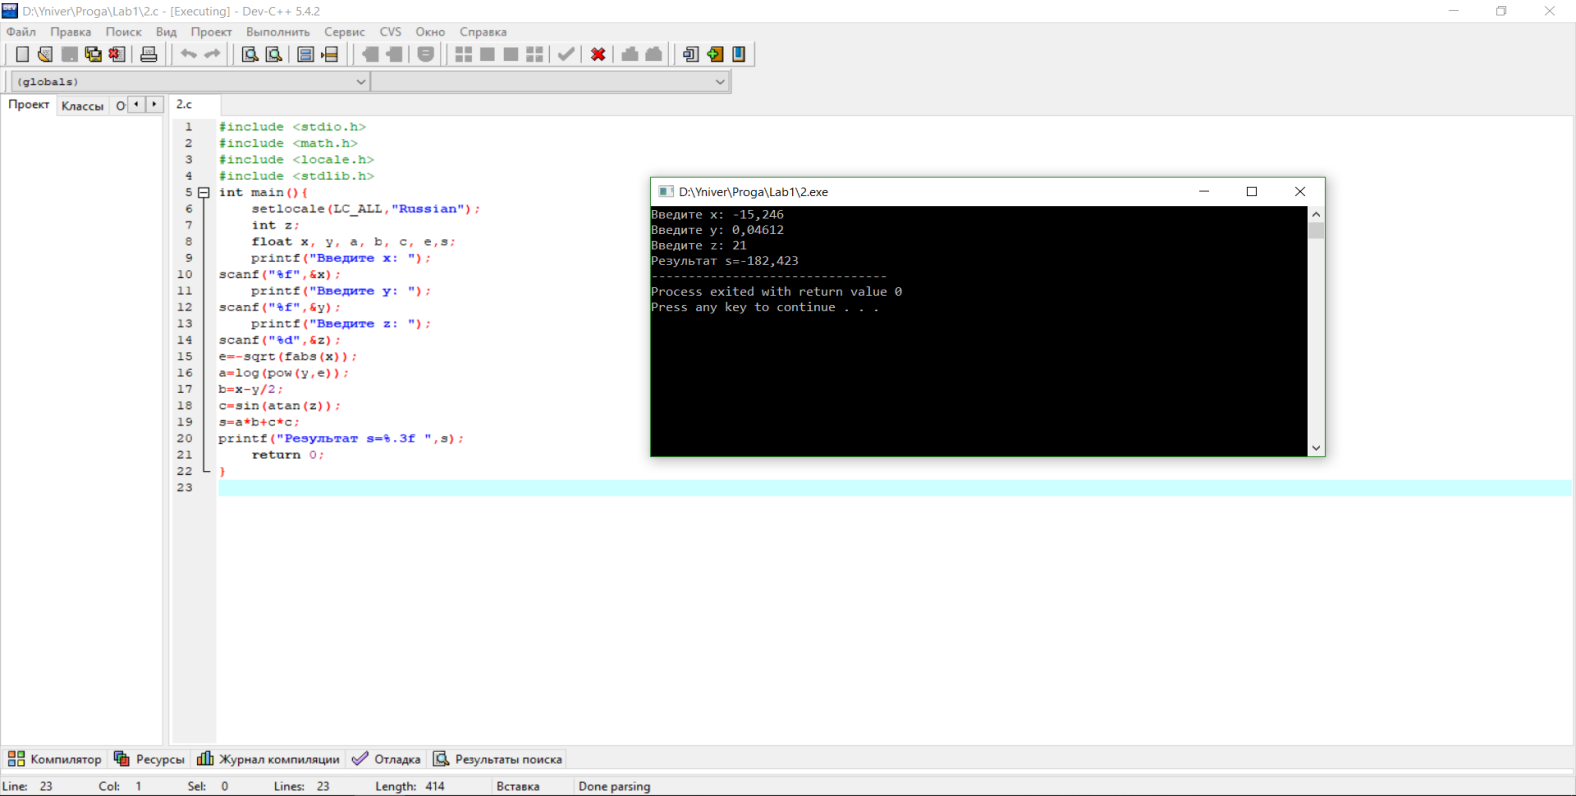 D:\Yniver\Proga\Lab1\2.c - [Executing] - Dev-C++ 5.4.2
Файл Правка Поиск Вид Проект Выполнить Сервис CVS Окно Справка
(globals)
Проект Классы О 2.c
1 #include <stdio.h>
2 #include <math.h>
3 #include <locale.h>
4 #include <stdlib.h>
5 int main(){
6 setlocale(LC_ALL,"Russian");
7 int z;
8 float x, y, a, b, c, e,s;
9 printf("Введите x: ");
10 scanf("%f",&x);
11 printf("Введите y: ");
12 scanf("%f",&y);
13 printf("Введите z: ");
14 scanf("%d",&z);
15 e=-sqrt(fabs(x));
16 a=log(pow(y,e));
17 b=x-y/2;
18 c=sin(atan(z));
19 s=a*b+c*c;
20 printf("Результат s=%.3f ",s);
21 return 0;
22 }
23
D:\Yniver\Proga\Lab1\2.exe
Введите x: -15,246
Введите y: 0,04612
Введите z: 21
Результат s=-182,423
--------------------------------
Process exited with return value 0
Press any key to continue . . .
Компилятор Ресурсы Журнал компиляции Отладка Результаты поиска
Line: 23 Col: 1 Sel: 0 Lines: 23 Length: 414 Вставка Done parsing